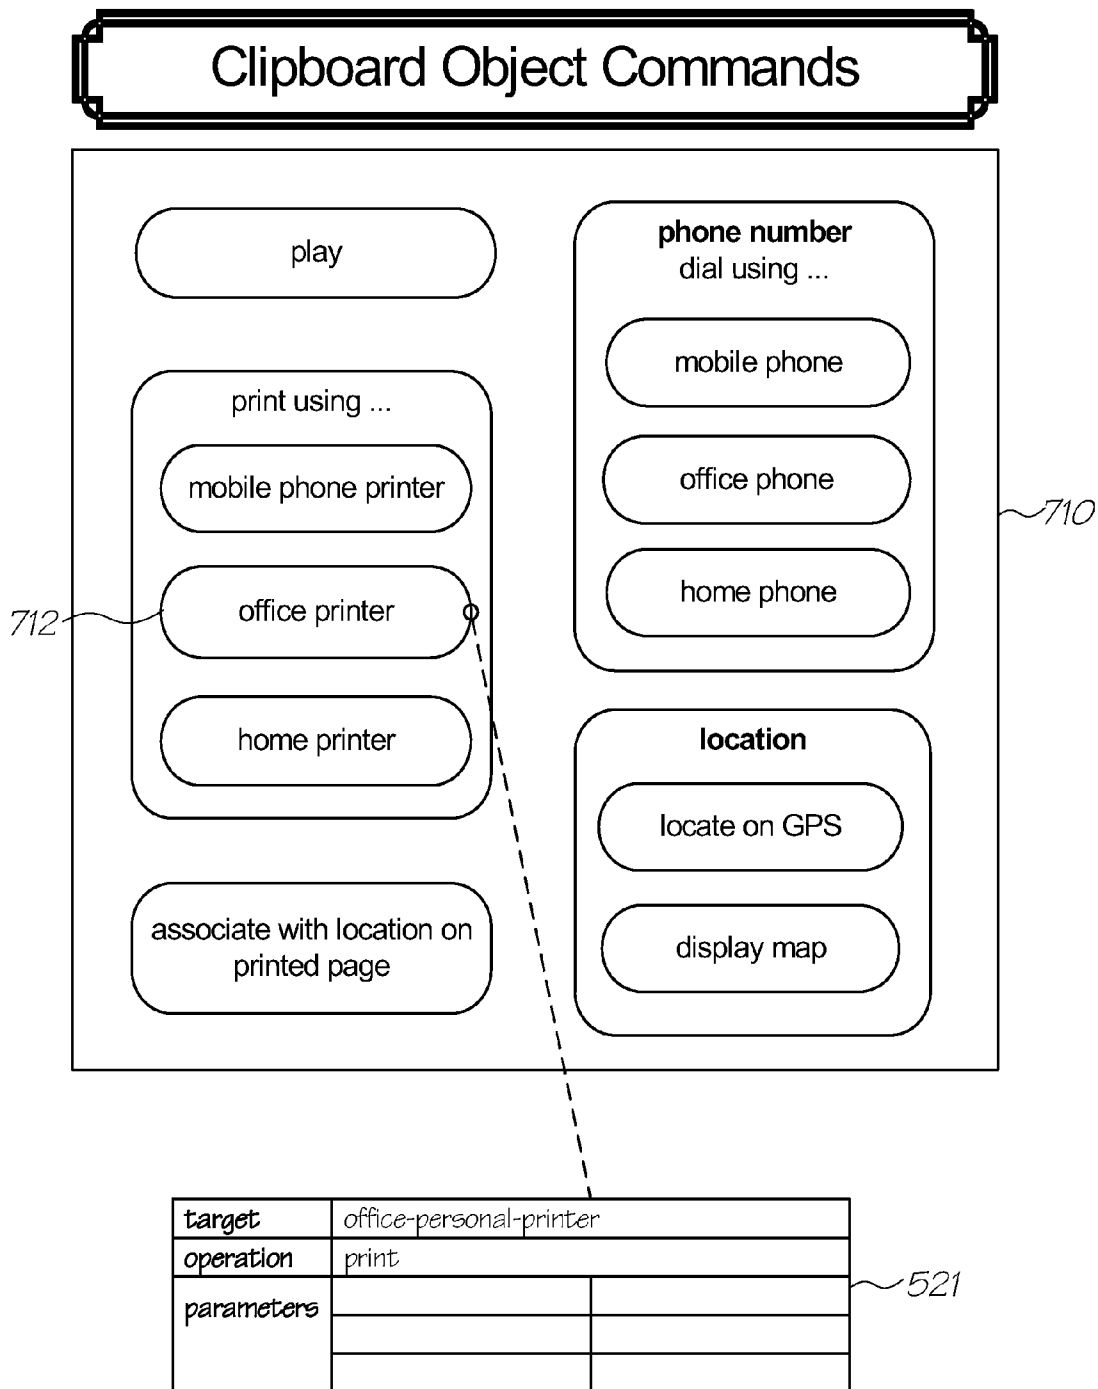 Clipboard Object Commands
play
print using ...
mobile phone printer
office printer
712
home printer
associate with location on
printed page
phone number
dial using ...
mobile phone
office phone
home phone
710
location
locate on GPS
display map
target office-personal-printer
operation print
parameters
521